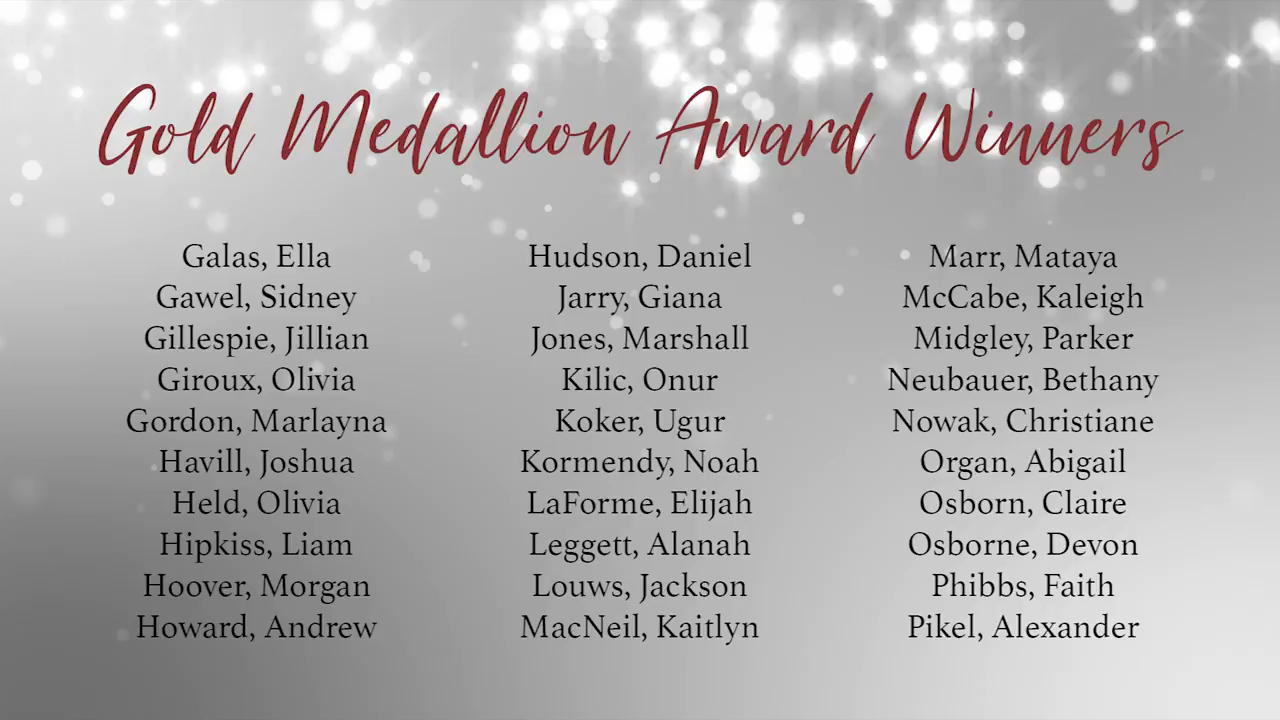 Gold Medallion Award Winners
Galas, Ella
Gawel, Sidney
Gillespie, Jillian
Giroux, Olivia
Gordon, Marlayna
Havill, Joshua
Held, Olivia
Hipkiss, Liam
Hoover, Morgan
Howard, Andrew
Hudson, Daniel
Jarry, Giana
Jones, Marshall
Kilic, Onur
Koker, Ugur
Kormendy, Noah
LaForme, Elijah
Leggett, Alanah
Louws, Jackson
MacNeil, Kaitlyn
Marr, Mataya
McCabe, Kaleigh
Midgley, Parker
Neubauer, Bethany
Nowak, Christiane
Organ, Abigail
Osborn, Claire
Osborne, Devon
Phibbs, Faith
Pikel, Alexander